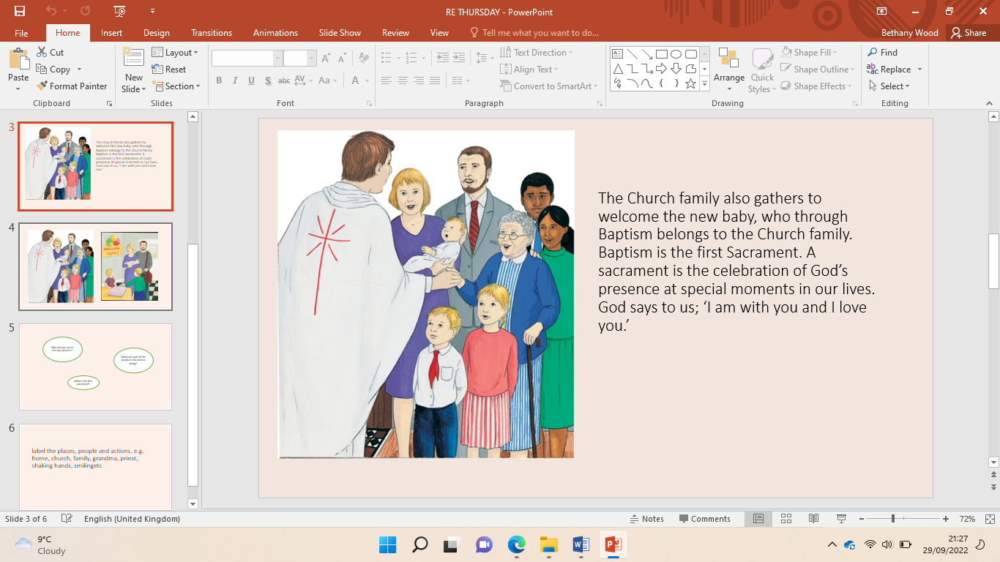 RE THURSDAY - PowerPoint
File
Home
Insert
Design
Transitions
Animations
Slide Show
Review
View
Tell me what you want to do...
Bethany Wood
Share
Paste
Cut
Copy
Format Painter
Clipboard
New
Slide
Layout
Reset
Section
Slides
B
I
U
S
abc
AV
Aa
A
Font
Text Direction
Align Text
Convert to SmartArt
Paragraph
Arrange
Quick
Styles
Shape Fill
Shape Outline
Shape Effects
Drawing
Find
Replace
Select
Editing
3
The Church family also gathers to
welcome the new baby, who through
Baptism belongs to the Church family.
Baptism is the first Sacrament. A
sacrament is the celebration of God's
presence at special moments in our lives.
God says to us; 'I am with you and I love
you.'
4
Welcome
home!
5
Who can you see in
the two pictures?
What are each of the
people in the picture
doing?
What is the first
sacrament?
6
label the places, people and actions. e.g.
home, church, family, grandma, priest,
shaking hands, smilingetc
The Church family also gathers to
welcome the new baby, who through
Baptism belongs to the Church family.
Baptism is the first Sacrament. A
sacrament is the celebration of God's
presence at special moments in our lives.
God says to us; 'I am with you and I love
you.'
Slide 3 of 6
English (United Kingdom)
Notes
Comments
72%
9°C
Cloudy
21:27
29/09/2022